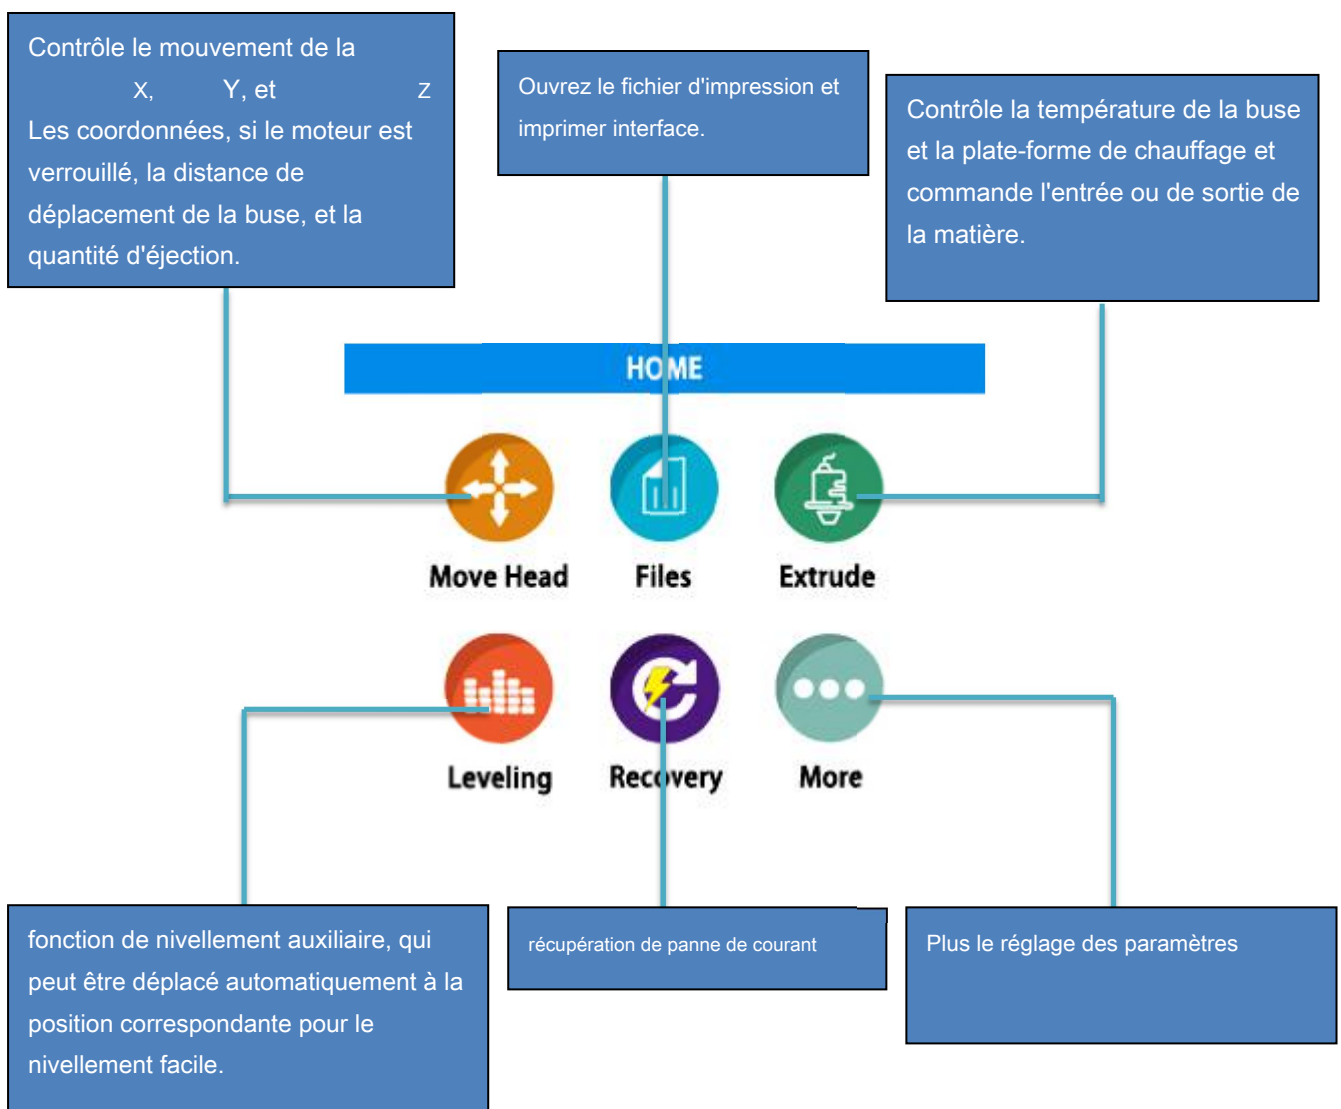 Contrôle le mouvement de la
X, Y, et Z
Les coordonnées, si le moteur est
verrouillé, la distance de
déplacement de la buse, et la
quantité d'éjection.
Ouvrez le fichier d'impression et
imprimer interface.
Contrôle la température de la buse
et la plate-forme de chauffage et
commande l'entrée ou de sortie de
la matière.
HOME
Move Head
Files
Extrude
Leveling
Recovery
More
fonction de nivellement auxiliaire, qui
peut être déplacé automatiquement à la
position correspondante pour le
nivellement facile.
récupération de panne de courant
Plus le réglage des paramètres